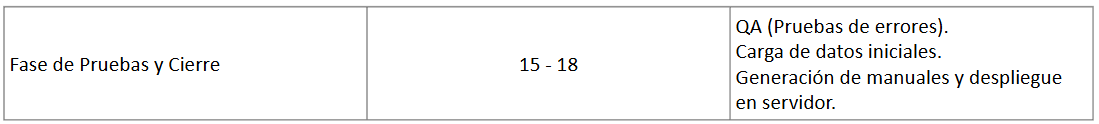 Fase de Pruebas y Cierre
15 - 18
QA (Pruebas de errores).
Carga de datos iniciales.
Generación de manuales y despliegue
en servidor.